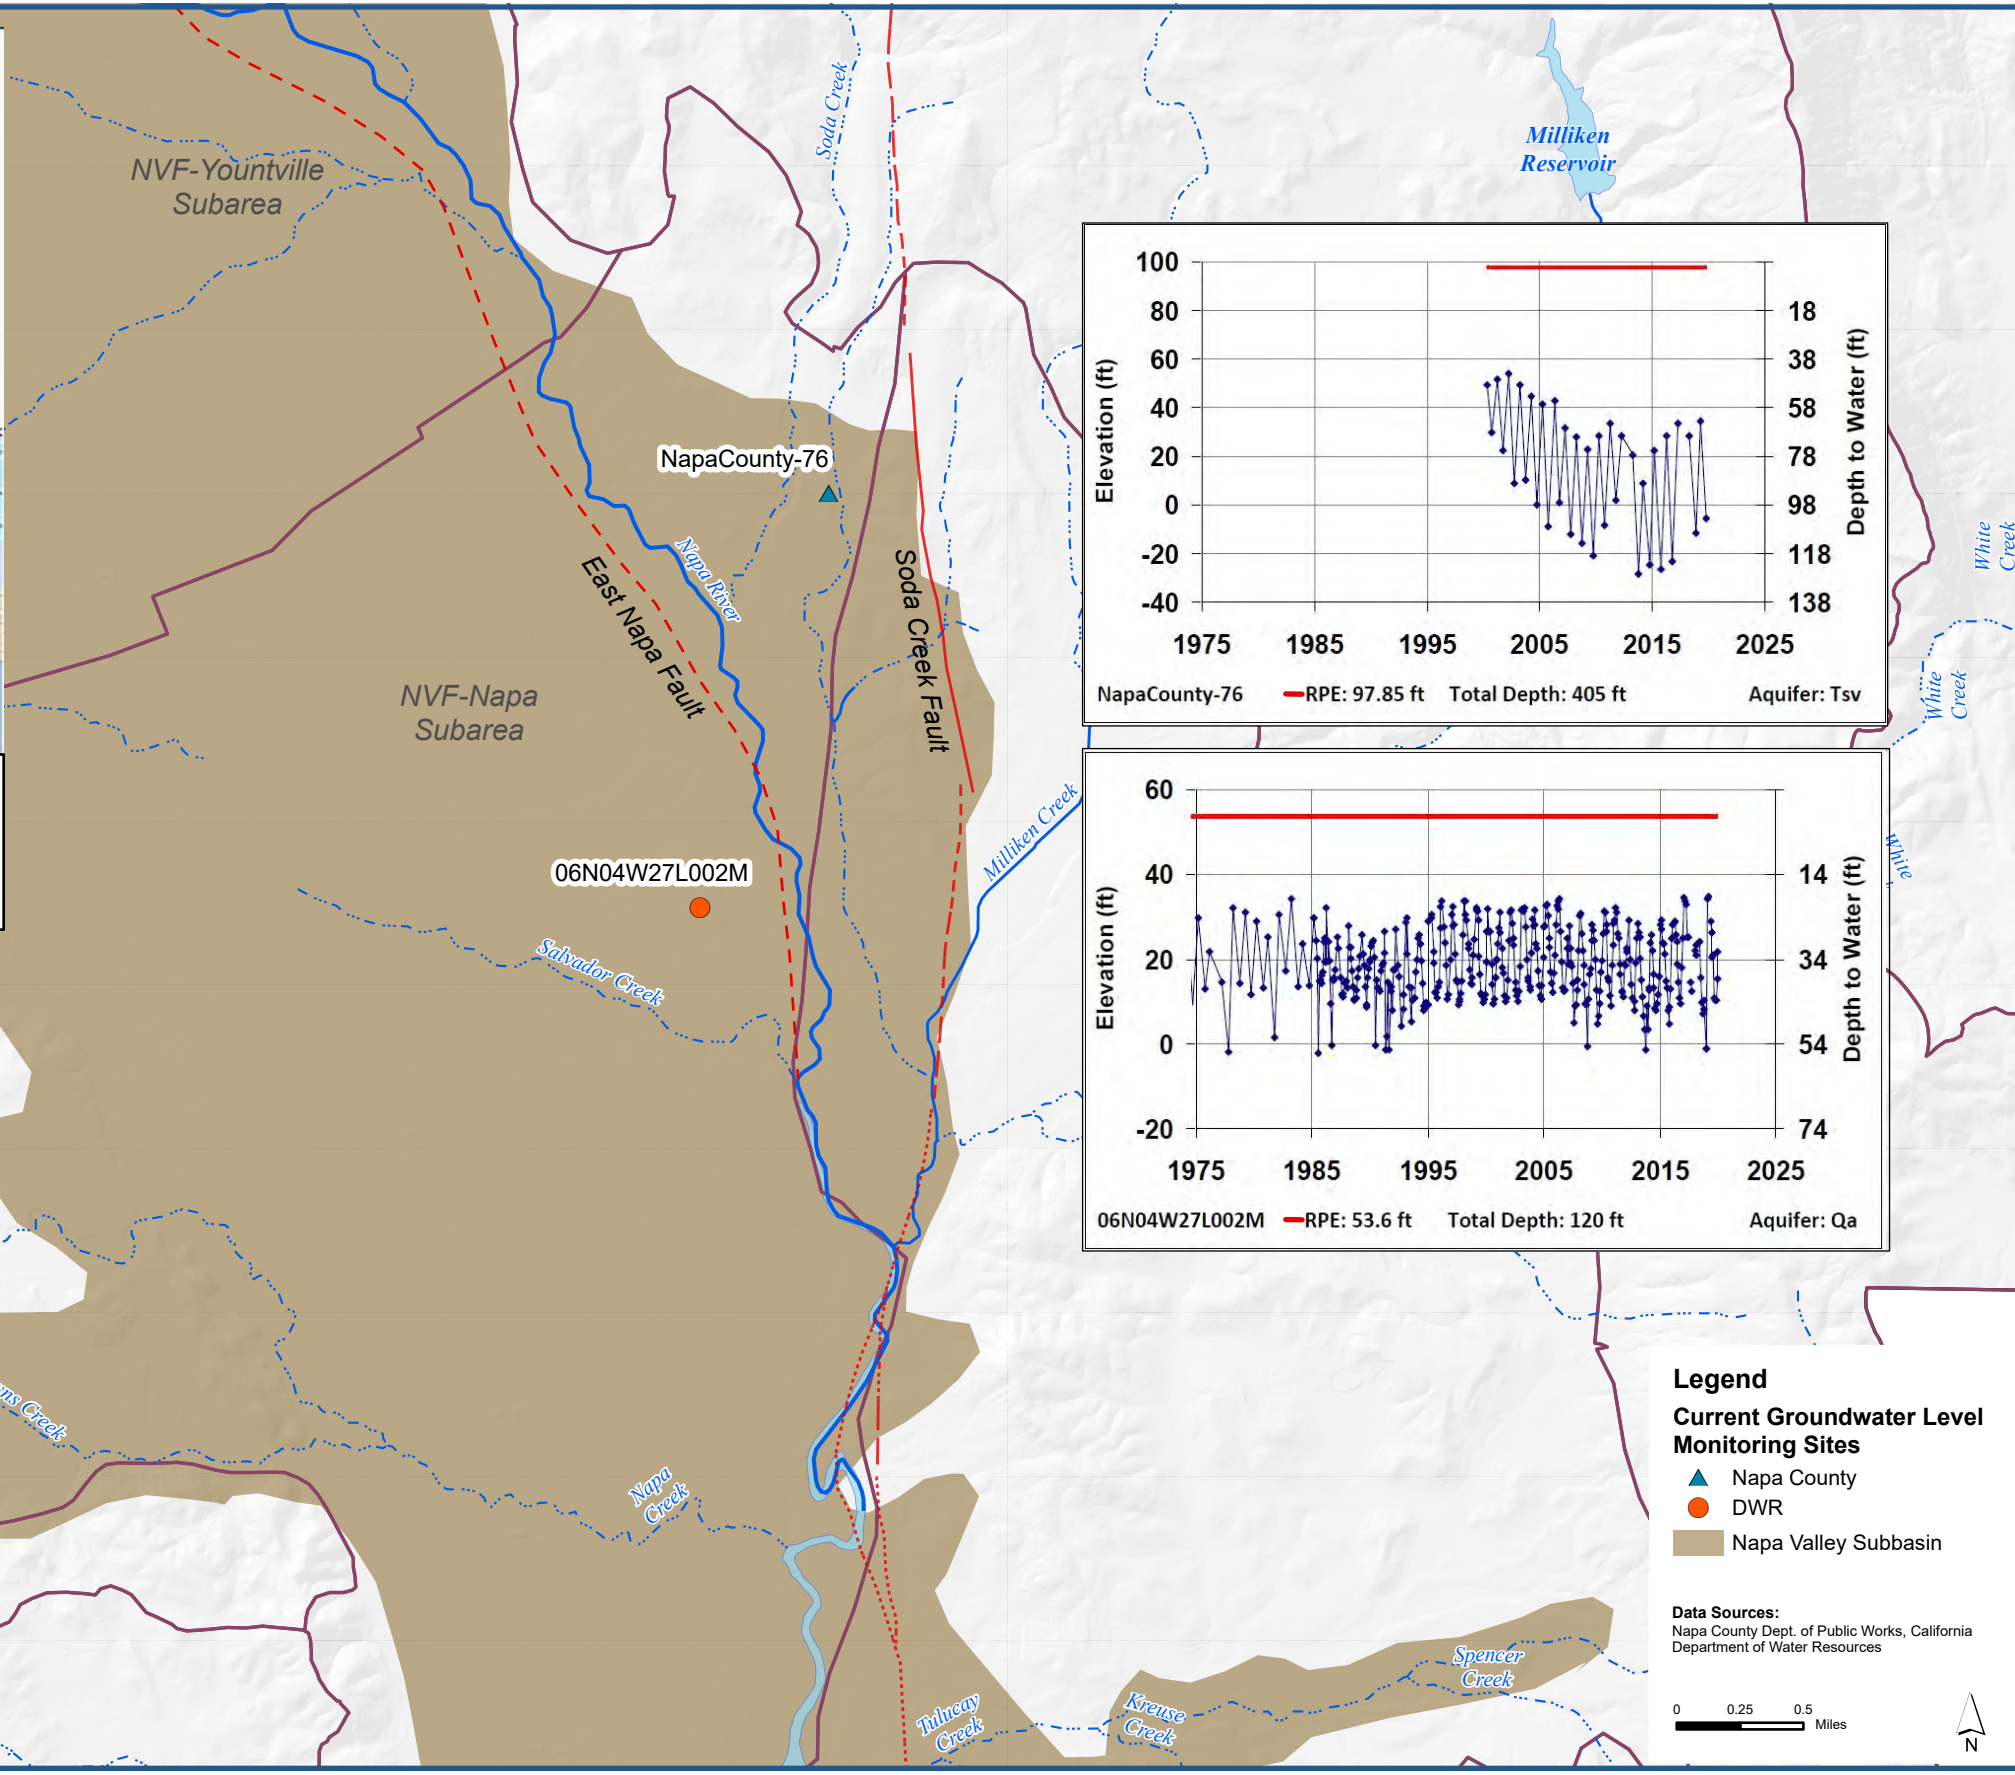 Soda Creek
Milliken
Reservoir
NVF-Yountville
Subarea
NapaCounty-76
Napa River
East Napa Fault
Soda Creek Fault
NVF-Napa
Subarea
06N04W27L002M
Salvador Creek
Milliken Creek
White
Creek
White
Creek
White
100
80
60
40
20
0
-20
-40
Elevation (ft)
18
38
58
78
98
118
138
Depth to Water (ft)
1975 1985 1995 2005 2015 2025
NapaCounty-76 RPE: 97.85 ft Total Depth: 405 ft Aquifer: Tsv
60
40
20
0
-20
Elevation (ft)
14
34
54
74
Depth to Water (ft)
1975 1985 1995 2005 2015 2025
06N04W27L002M RPE: 53.6 ft Total Depth: 120 ft Aquifer: Qa
Creek
Napa
Creek
Tulucay
Creek
Kreuse
Creek
Spencer
Creek
Legend
Current Groundwater Level
Monitoring Sites
Napa County
DWR
Napa Valley Subbasin
Data Sources:
Napa County Dept. of Public Works, California
Department of Water Resources
0 0.25 0.5
Miles
N